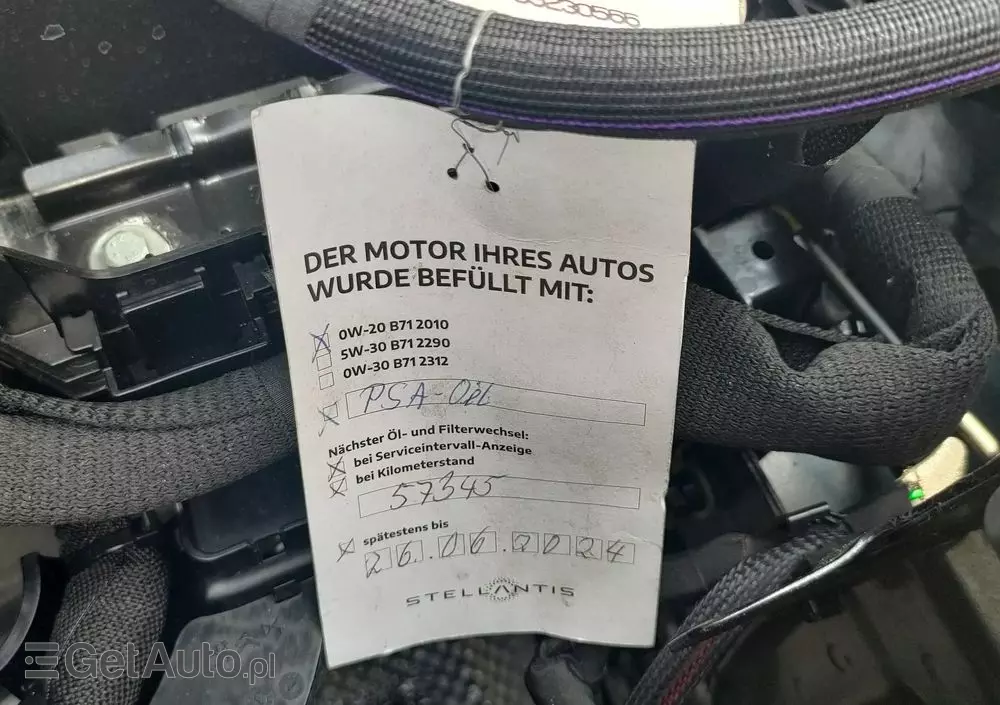 DER MOTOR IHRES AUTOS
WURDE BEFÜLLT MIT:
0W-20 B71 2010
5W-30 B71 2290
0W-30 B71 2312
PSA-Opl
Nächster Öl- und Filterwechsel:
bei Serviceintervall-Anzeige
bei Kilometerstand
57345
spätestens bis
26.06.2024
STELLANTIS
GetAuto.pl